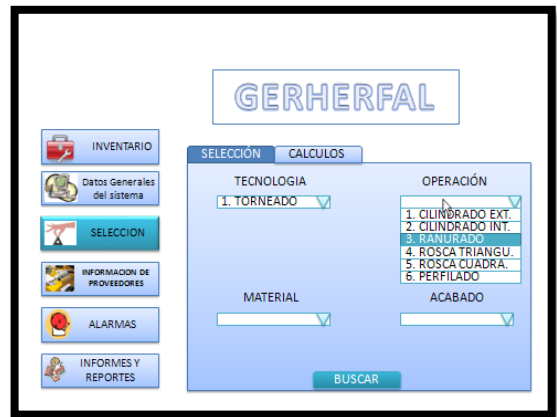 GERHERFAL
INVENTARIO
Datos Generales
del sistema
SELECCION
INFORMACION DE
PROVEEDORES
ALARMAS
INFORMES Y
REPORTES
SELECCIÓN CALCULOS
TECNOLOGIA OPERACIÓN
1. TORNEADO
1. CILINDRADO EXT.
2. CILINDRADO INT.
3. RANURADO
4. ROSCA TRIANGU.
5. ROSCA CUADRA.
6. PERFILADO
MATERIAL ACABADO
BUSCAR